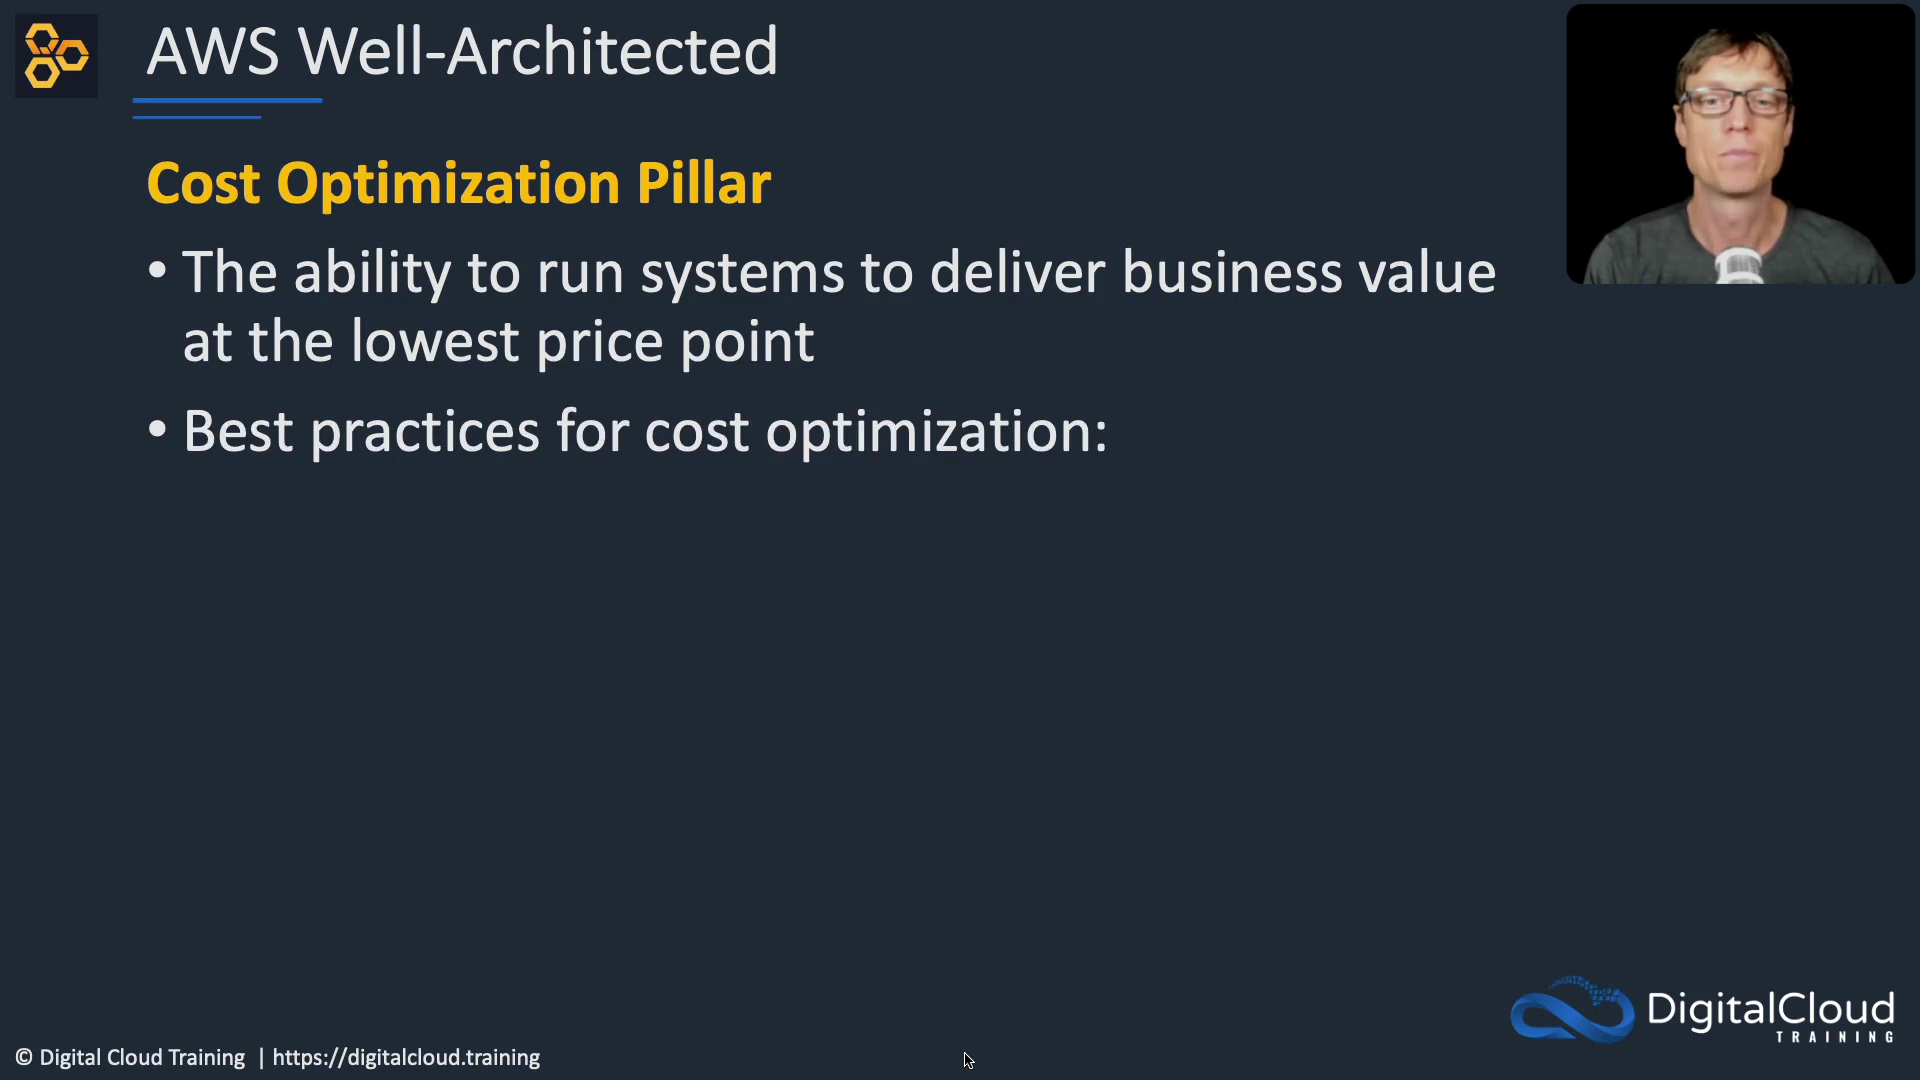 AWS Well-Architected
Cost Optimization Pillar
• The ability to run systems to deliver business value
at the lowest price point
• Best practices for cost optimization:
DigitalCloud
TRAINING
© Digital Cloud Training | https://digitalcloud.training